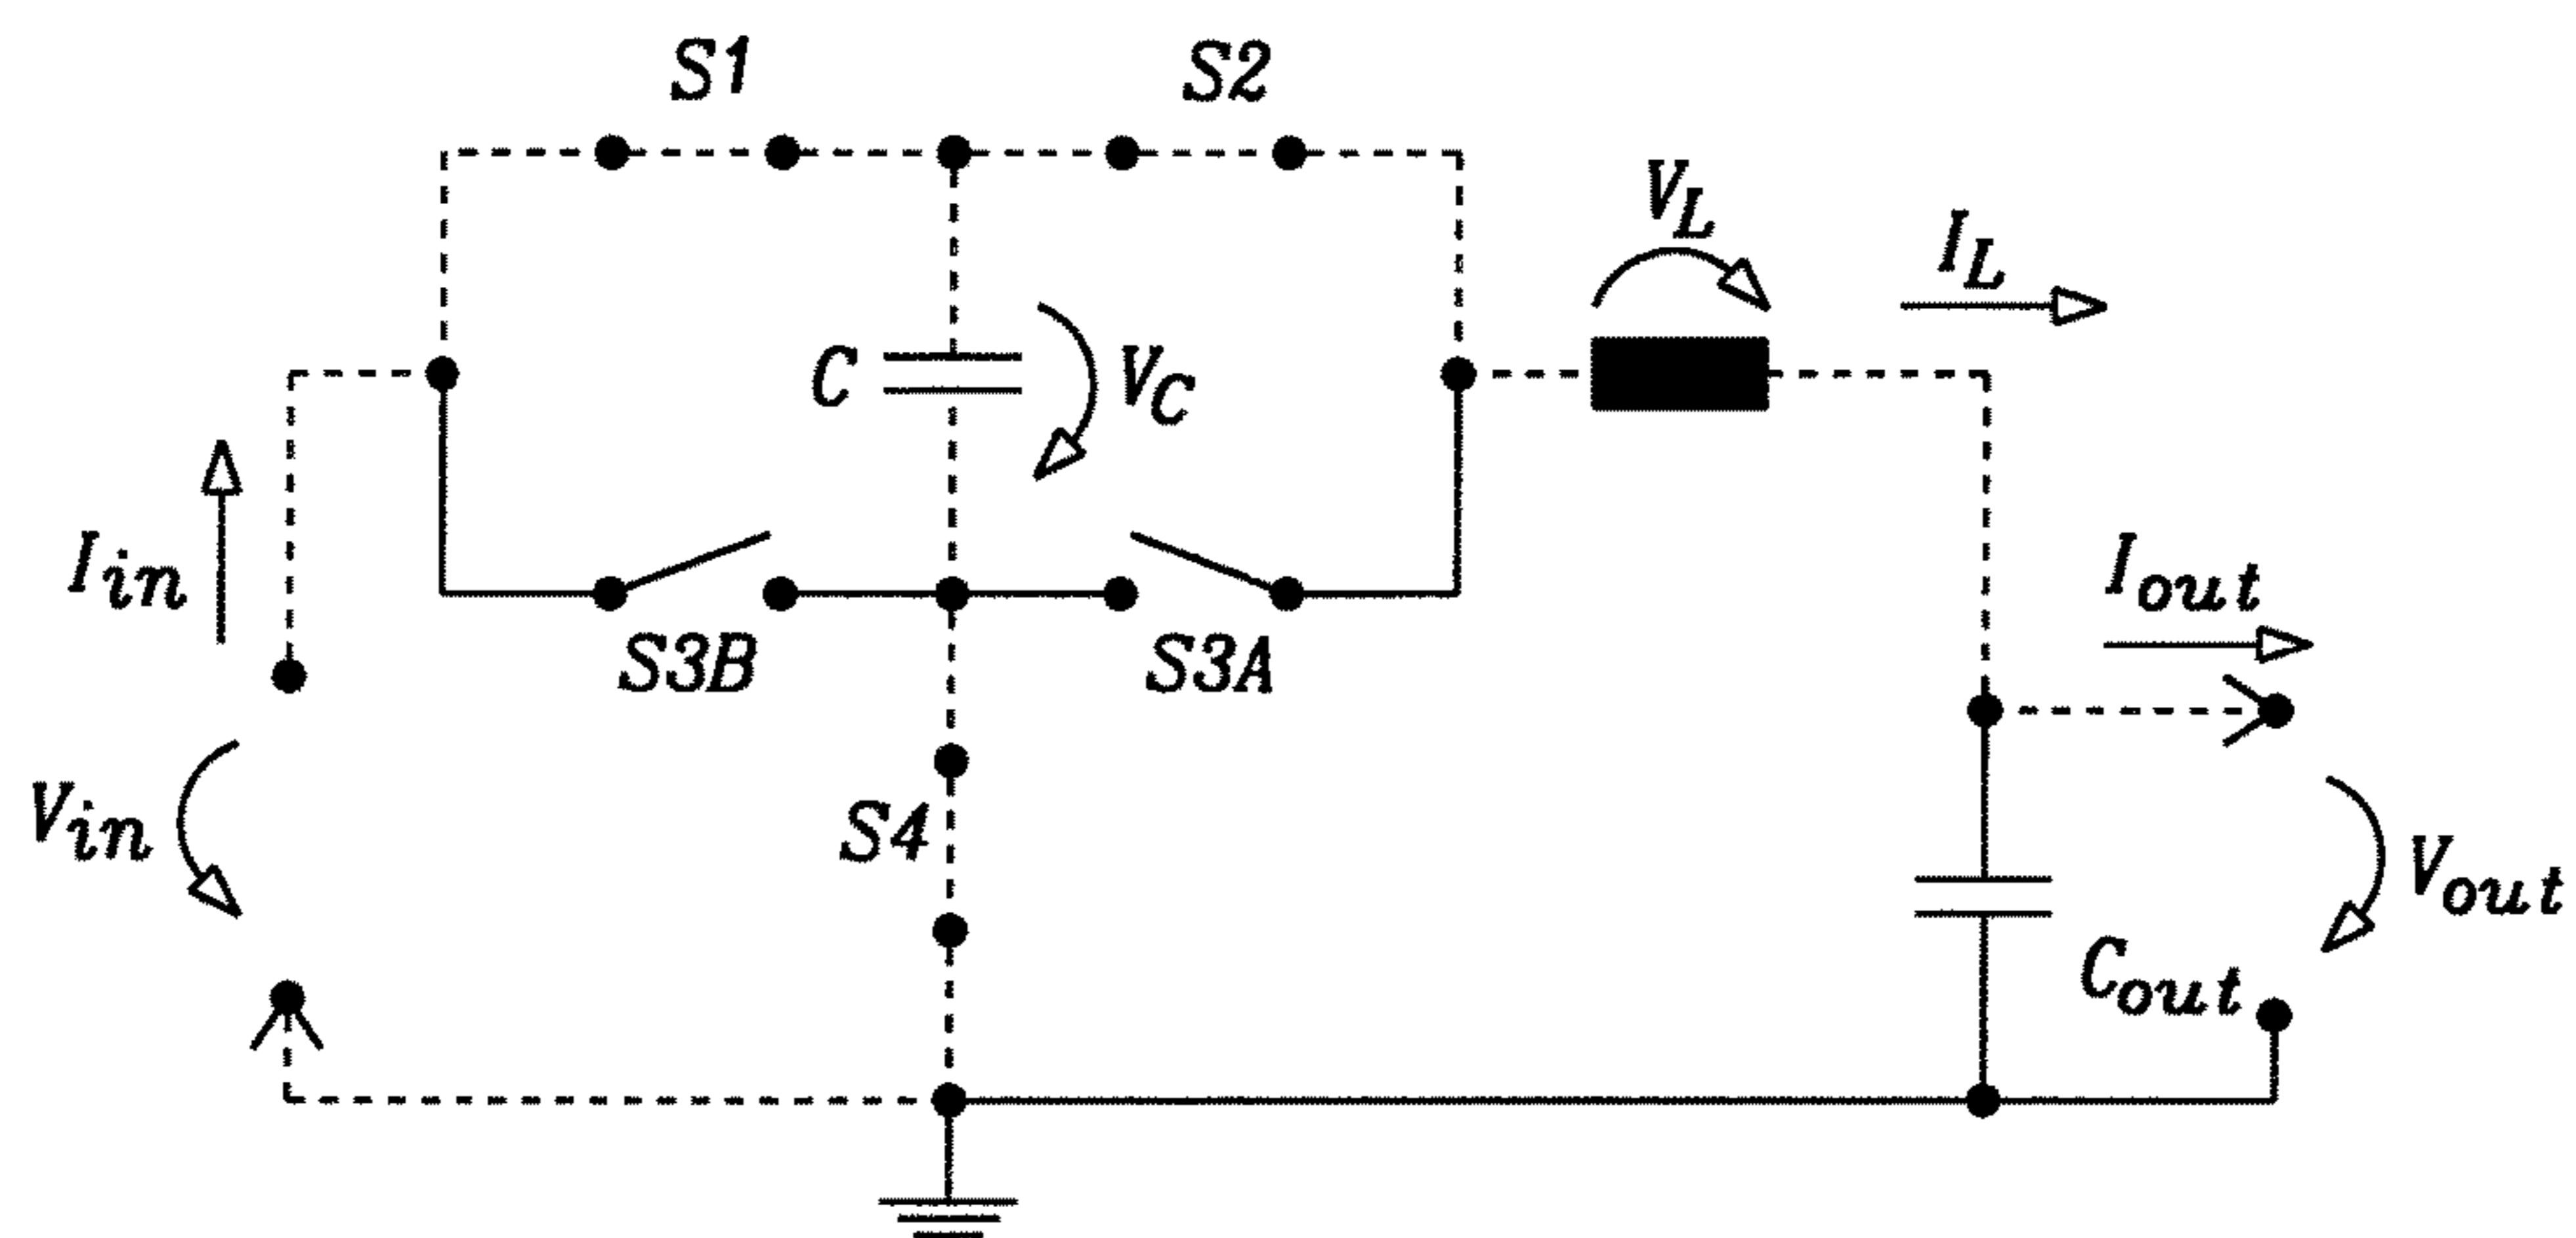 S1
S2
V_L
I_L
C
V_C
I_in
I_out
S3B
S3A
V_in
S4
V_out
C_out